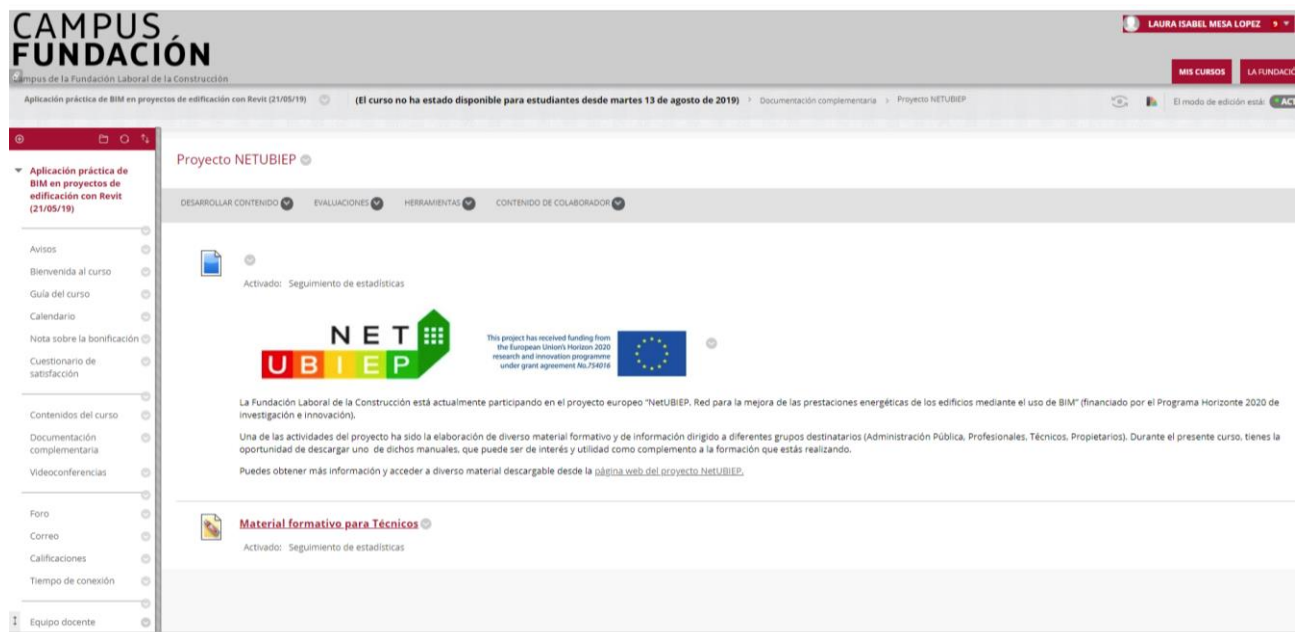 CAMPUS
FUNDACIÓN
Campus de la Fundación Laboral de la Construcción
LAURA ISABEL MESA LOPEZ 9
MIS CURSOS
LA FUNDACIÓ
Aplicación práctica de BIM en proyectos de edificación con Revit (21/05/19)
(El curso no ha estado disponible para estudiantes desde martes 13 de agosto de 2019)
Documentación complementaria
Proyecto NETUBIEP
El modo de edición está: ACT
Aplicación práctica de
BIM en proyectos de
edificación con Revit
(21/05/19)
Avisos
Bienvenida al curso
Guía del curso
Calendario
Nota sobre la bonificación
Cuestionario de
satisfacción
Contenidos del curso
Documentación
complementaria
Videoconferencias
Foro
Correo
Calificaciones
Tiempo de conexión
Equipo docente
Proyecto NETUBIEP
DESARROLLAR CONTENIDO
EVALUACIONES
HERRAMIENTAS
CONTENIDO DE COLABORADOR
Activado: Seguimiento de estadísticas
NET
UBIEP
This project has received funding from
the European Union's Horizon 2020
research and innovation programme
under grant agreement No.754016
La Fundación Laboral de la Construcción está actualmente participando en el proyecto europeo "NetUBIEP, Red para la mejora de las prestaciones energéticas de los edificios mediante el uso de BIM" (financiado por el Programa Horizonte 2020 de
investigación e innovación).
Una de las actividades del proyecto ha sido la elaboración de diverso material formativo y de información dirigido a diferentes grupos destinatarios (Administración Pública, Profesionales, Técnicos, Propietarios). Durante el presente curso, tienes la
oportunidad de descargar uno de dichos manuales, que puede ser de interés y utilidad como complemento a la formación que estás realizando.
Puedes obtener más información y acceder a diverso material descargable desde la página web del proyecto NetUBIEP.
Material formativo para Técnicos
Activado: Seguimiento de estadísticas